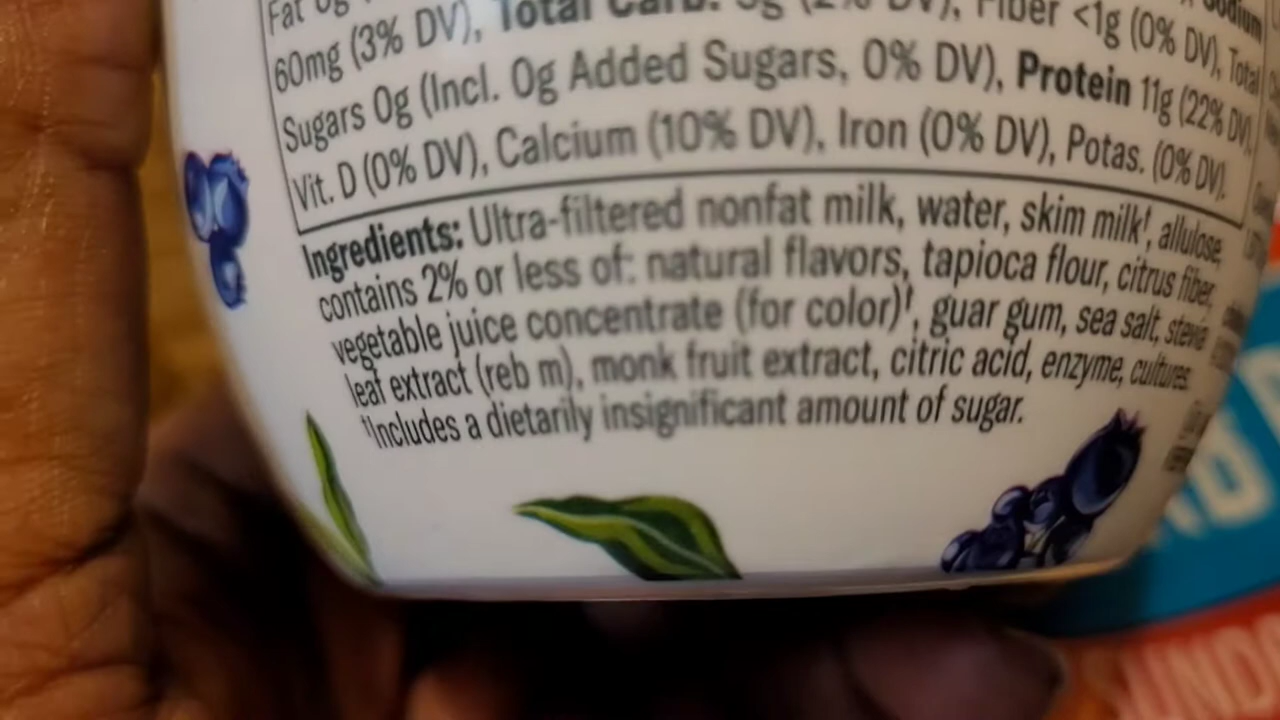 Fat 0g
Sodium
60mg (3% DV), Total Carb. (2% DV), Fiber <1g (0% DV), Total
Sugars 0g (Incl. 0g Added Sugars, 0% DV), Protein 11g (22% DV),
Vit. D (0% DV), Calcium (10% DV), Iron (0% DV), Potas. (0% DV).
Ingredients: Ultra-filtered nonfat milk, water, skim milk†, allulose,
contains 2% or less of: natural flavors, tapioca flour, citrus fiber,
vegetable juice concentrate (for color)†, guar gum, sea salt, stevia
leaf extract (reb m), monk fruit extract, citric acid, enzyme, cultures.
†Includes a dietarily insignificant amount of sugar.